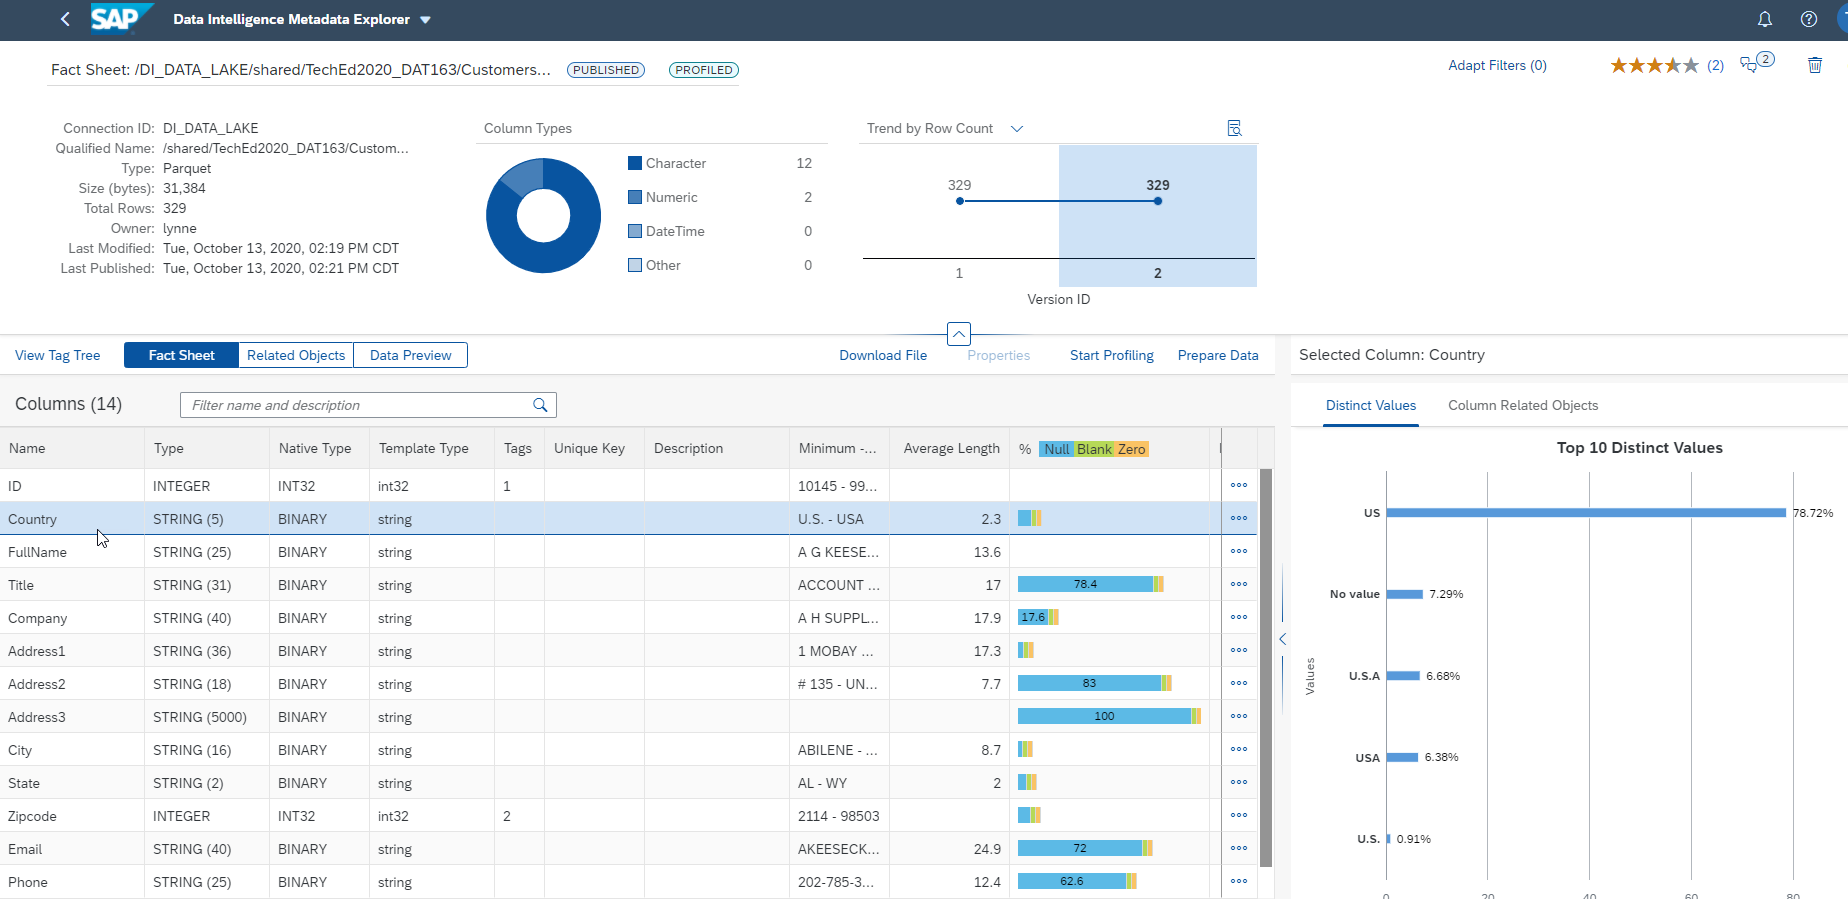 SAP Data Intelligence Metadata Explorer
Fact Sheet: /DI_DATA_LAKE/shared/TechEd2020_DAT163/Customers... PUBLISHED PROFILED Adapt Filters (0) (2) 2
Connection ID: DI_DATA_LAKE
Qualified Name: /shared/TechEd2020_DAT163/Custom...
Type: Parquet
Size (bytes): 31,384
Total Rows: 329
Owner: lynne
Last Modified: Tue, October 13, 2020, 02:19 PM CDT
Last Published: Tue, October 13, 2020, 02:21 PM CDT
Column Types
Character 12
Numeric 2
DateTime 0
Other 0
Trend by Row Count
329 329
1 2
Version ID
View Tag Tree Fact Sheet Related Objects Data Preview Download File Properties Start Profiling Prepare Data
Columns (14) Filter name and description
Name Type Native Type Template Type Tags Unique Key Description Minimum -... Average Length % Null Blank Zero
ID INTEGER INT32 int32 1 10145 - 99...
Country STRING (5) BINARY string U.S. - USA 2.3
FullName STRING (25) BINARY string A G KEESE... 13.6
Title STRING (31) BINARY string ACCOUNT ... 17 78.4
Company STRING (40) BINARY string A H SUPPL... 17.9 17.6
Address1 STRING (36) BINARY string 1 MOBAY ... 17.3
Address2 STRING (18) BINARY string # 135 - UN... 7.7 83
Address3 STRING (5000) BINARY string 100
City STRING (16) BINARY string ABILENE - ... 8.7
State STRING (2) BINARY string AL - WY 2
Zipcode INTEGER INT32 int32 2 2114 - 98503
Email STRING (40) BINARY string AKEESECK... 24.9 72
Phone STRING (25) BINARY string 202-785-3... 12.4 62.6
Selected Column: Country
Distinct Values Column Related Objects
Top 10 Distinct Values
Values
US 78.72%
No value 7.29%
U.S.A 6.68%
USA 6.38%
U.S. 0.91%
0 20 40 60 80